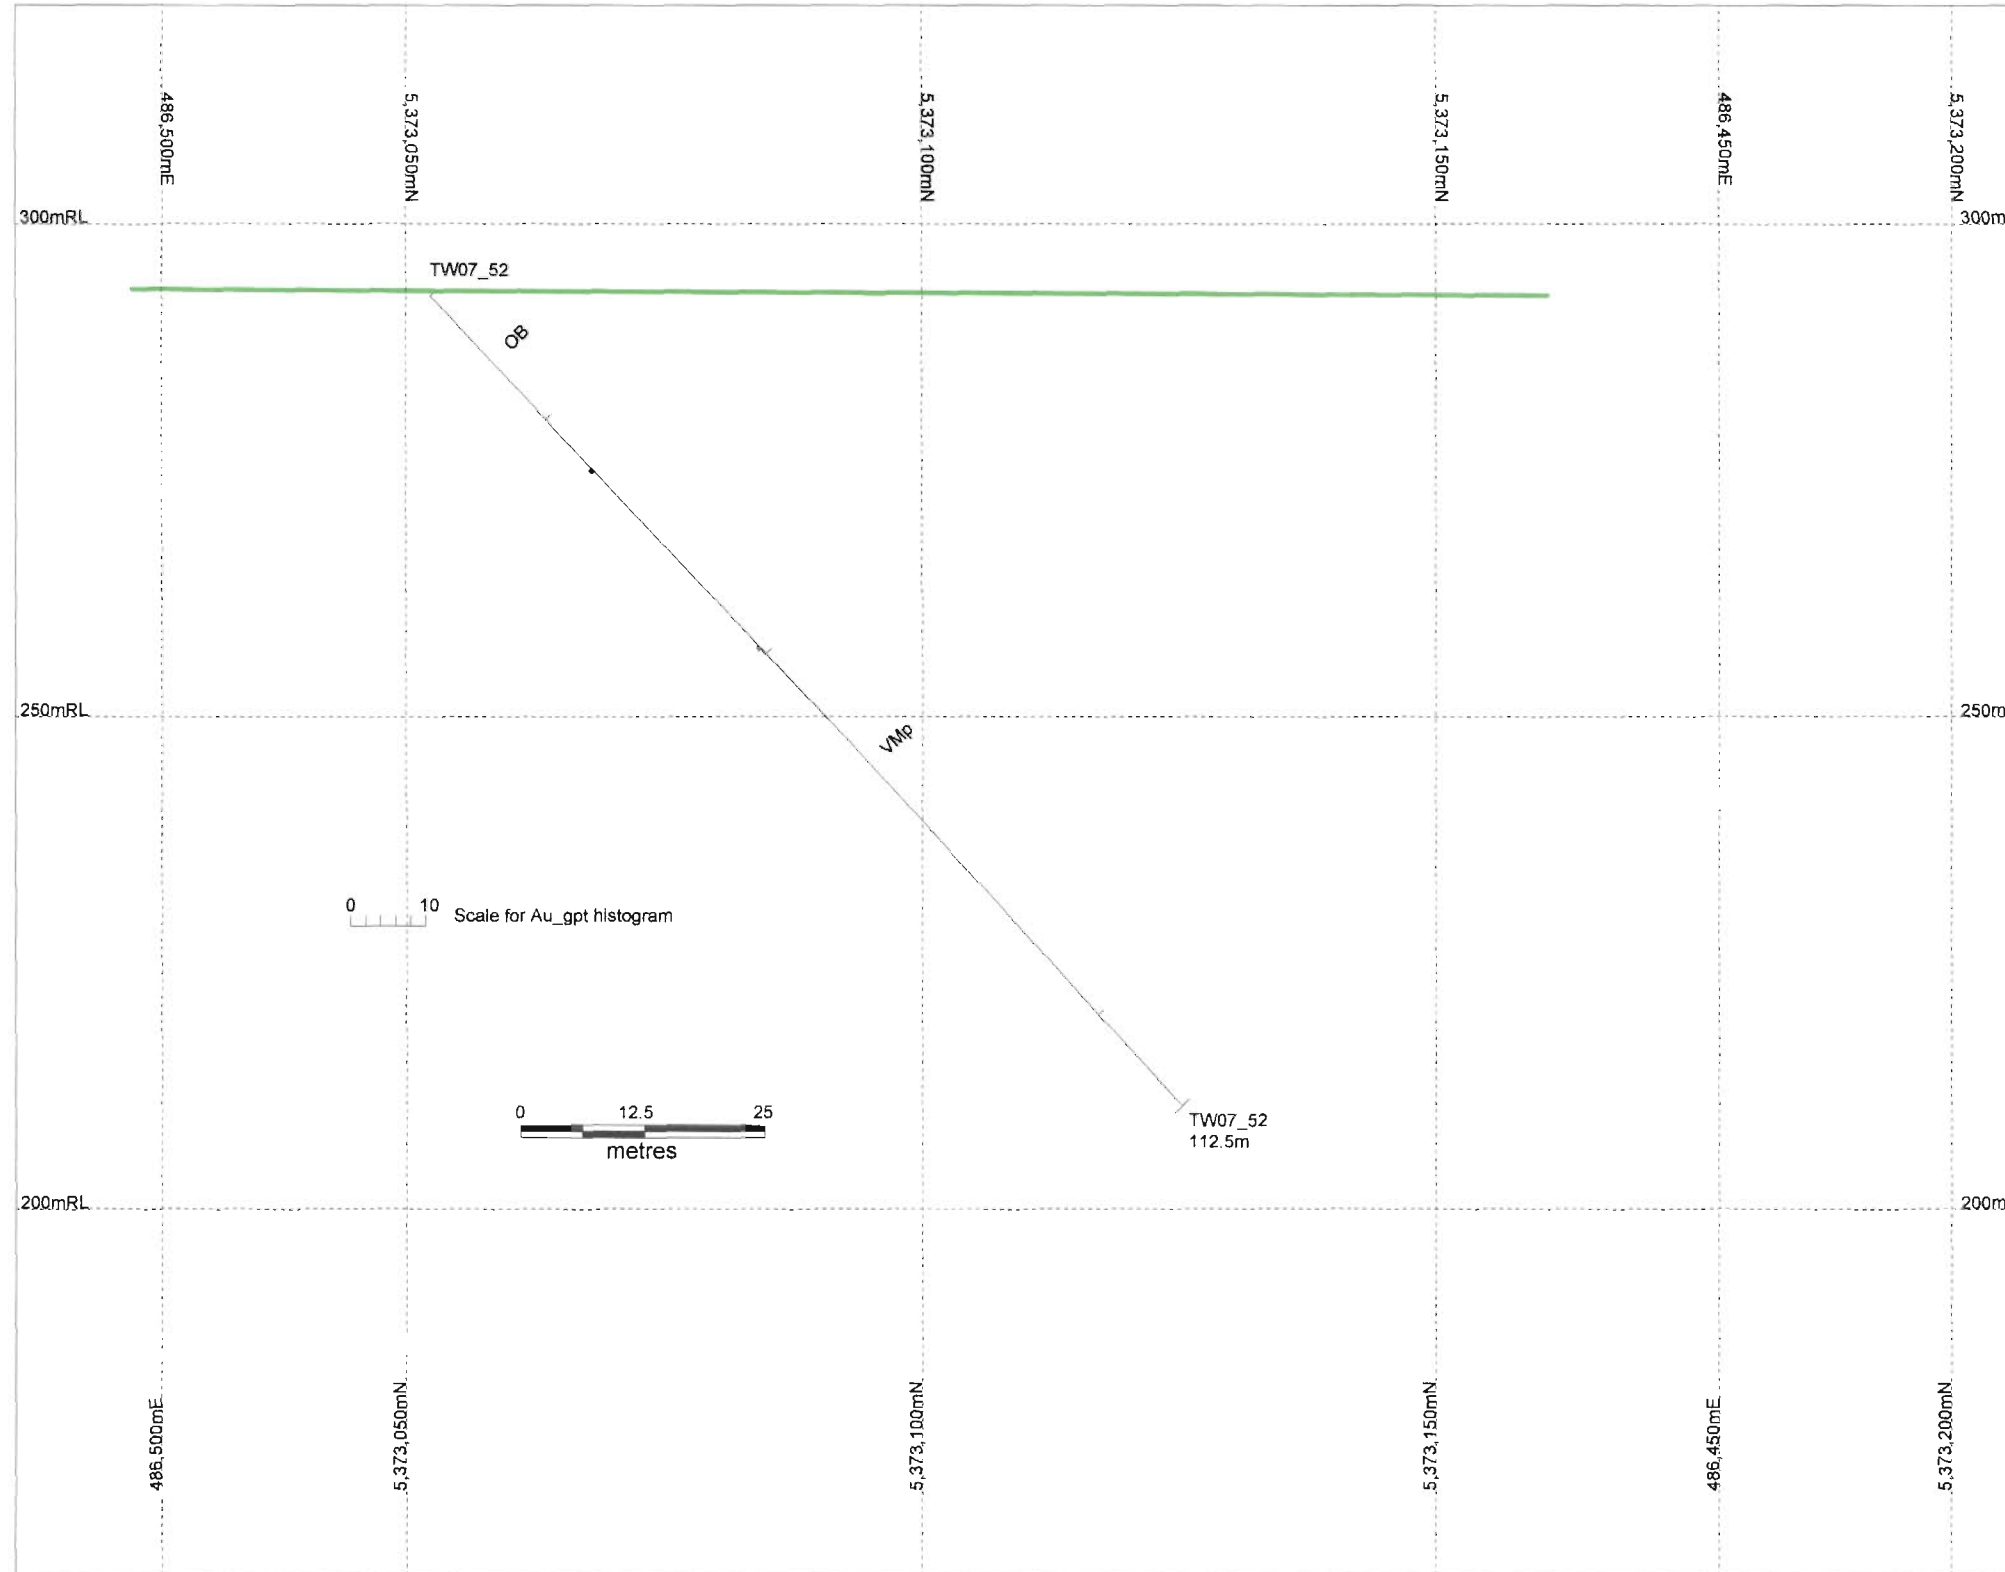 486,500mE
5,373,050mN
5,373,100mN
5,373,150mN
486,450mE
5,373,200mN
300mRL
300m
TW07_52
OB
250mRL
250m
VMp
0 10 Scale for Au_gpt histogram
0 12.5 25
metres
TW07_52
112.5m
200mRL
200m
486,500mE
5,373,050mN
5,373,100mN
5,373,150mN
486,450mE
5,373,200mN